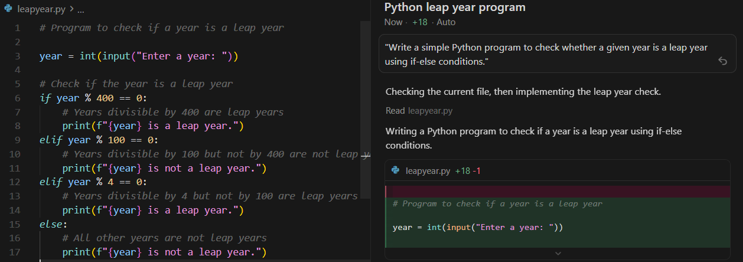 leapyear.py > ...
1 # Program to check if a year is a leap year
2
3 year = int(input("Enter a year: "))
4
5 # Check if the year is a leap year
6 if year % 400 == 0:
7 # Years divisible by 400 are leap years
8 print(f"{year} is a leap year.")
9 elif year % 100 == 0:
10 # Years divisible by 100 but not by 400 are not leap y
11 print(f"{year} is not a leap year.")
12 elif year % 4 == 0:
13 # Years divisible by 4 but not by 100 are leap years
14 print(f"{year} is a leap year.")
15 else:
16 # All other years are not leap years
17 print(f"{year} is not a leap year.")
Python leap year program
Now · +18 · Auto
"Write a simple Python program to check whether a given year is a leap year
using if-else conditions."
Checking the current file, then implementing the leap year check.
Read leapyear.py
Writing a Python program to check if a year is a leap year using if-else
conditions.
leapyear.py +18 -1
# Program to check if a year is a leap year
year = int(input("Enter a year: "))